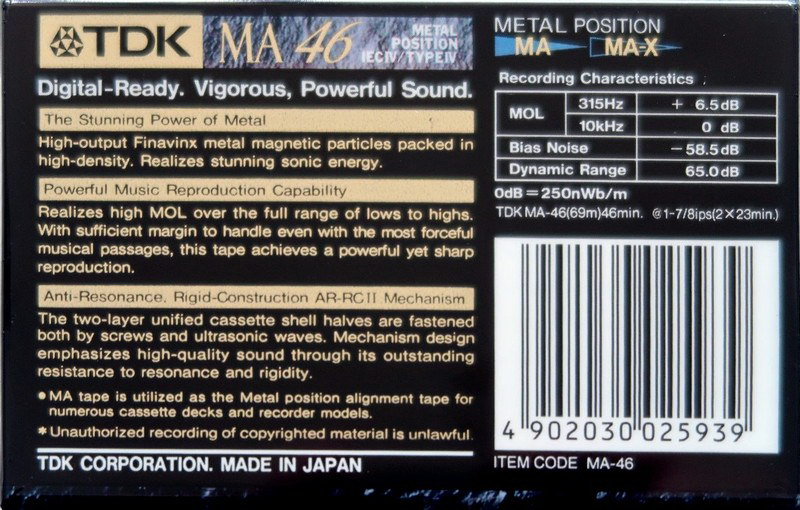 TDK MA 46 METAL
POSITION
IECIV/TYPEIV
Digital-Ready. Vigorous, Powerful Sound.
The Stunning Power of Metal
High-output Finavinx metal magnetic particles packed in
high-density. Realizes stunning sonic energy.
Powerful Music Reproduction Capability
Realizes high MOL over the full range of lows to highs.
With sufficient margin to handle even with the most forceful
musical passages, this tape achieves a powerful yet sharp
reproduction.
Anti-Resonance, Rigid-Construction AR-RCII Mechanism
The two-layer unified cassette shell halves are fastened
both by screws and ultrasonic waves. Mechanism design
emphasizes high-quality sound through its outstanding
resistance to resonance and rigidity.
●MA tape is utilized as the Metal position alignment tape for
numerous cassette decks and recorder models.
*Unauthorized recording of copyrighted material is unlawful.
TDK CORPORATION. MADE IN JAPAN
METAL POSITION
MA MA-X
Recording Characteristics
MOL 315Hz + 6.5dB
10kHz 0 dB
Bias Noise −58.5dB
Dynamic Range 65.0dB
0dB=250nWb/m
TDK MA-46(69m)46min. @1-7/8ips(2×23min.)
4 902030 025939
ITEM CODE MA-46